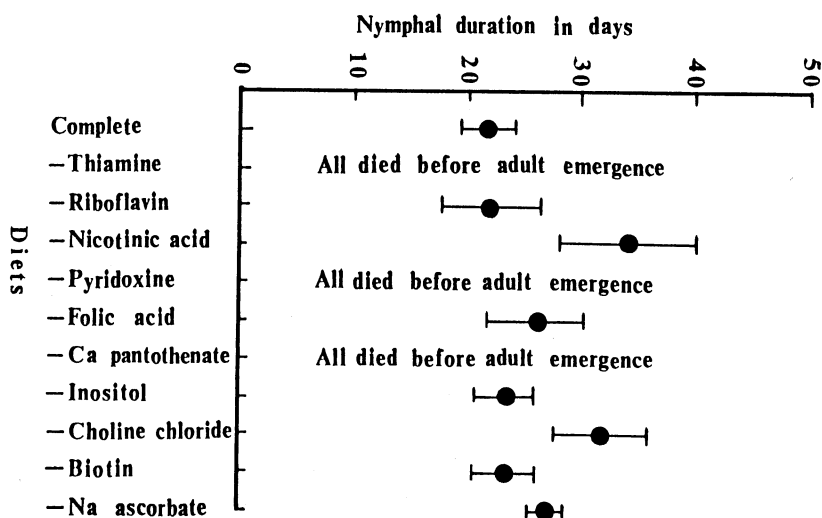 Nymphal duration in days
0 10 20 30 40 50
Complete
—Thiamine All died before adult emergence
—Riboflavin
—Nicotinic acid
Diets
—Pyridoxine All died before adult emergence
—Folic acid
—Ca pantothenate All died before adult emergence
—Inositol
—Choline chloride
—Biotin
—Na ascorbate